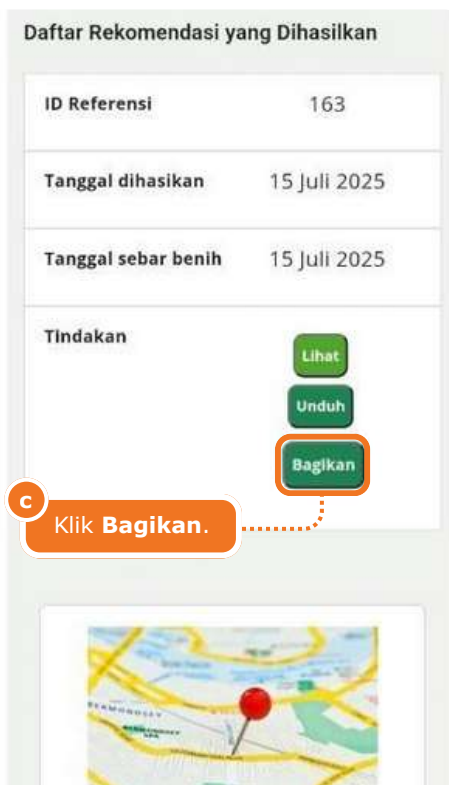 Daftar Rekomendasi yang Dihasilkan
ID Referensi 163
Tanggal dihasikan 15 Juli 2025
Tanggal sebar benih 15 Juli 2025
Tindakan
Lihat
Unduh
Bagikan
c
Klik Bagikan.